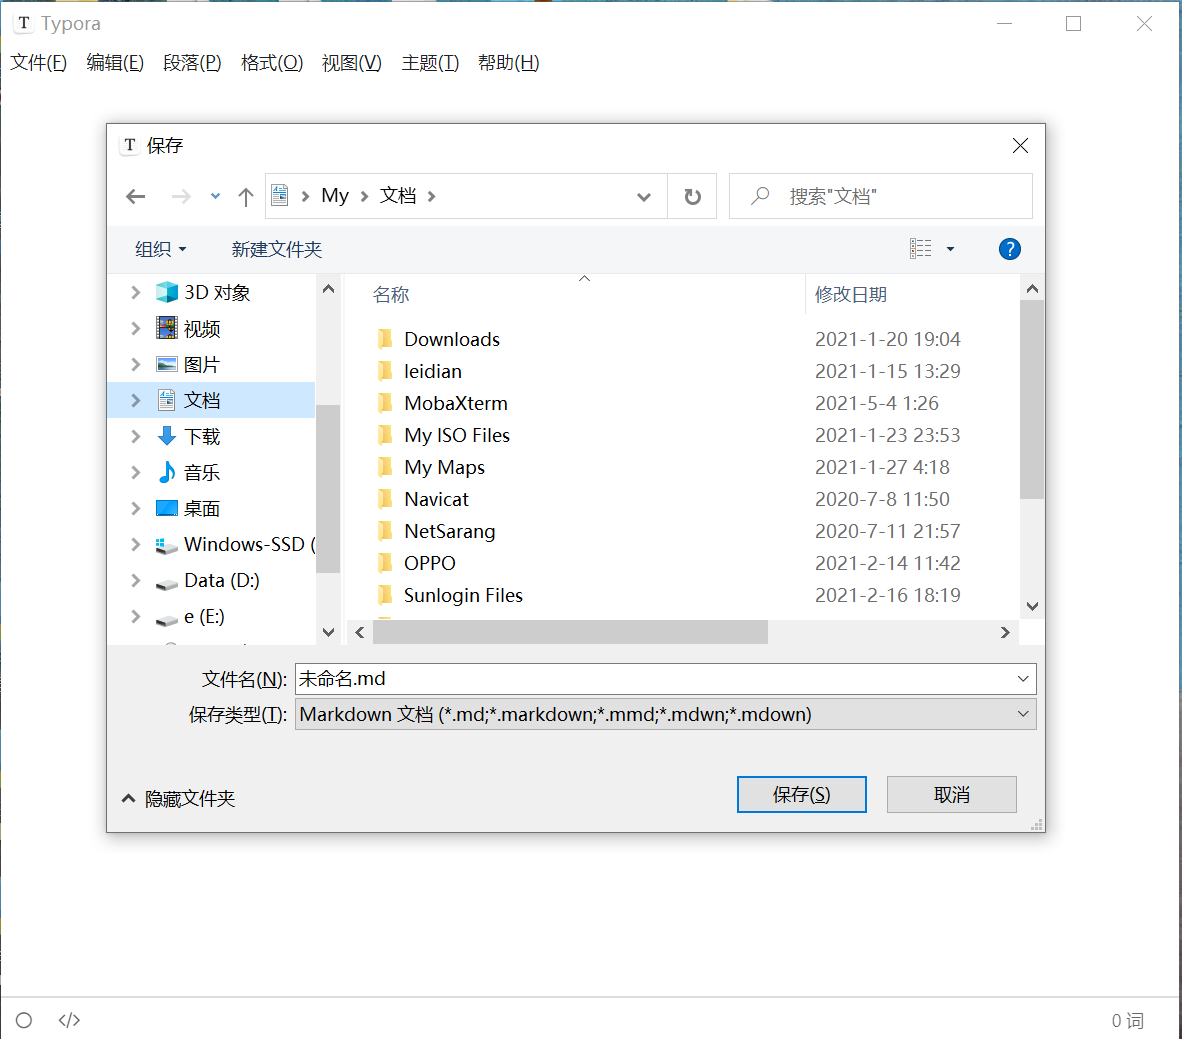 T Typora
文件(F) 编辑(E) 段落(P) 格式(O) 视图(V) 主题(T) 帮助(H)
T 保存
My 文档
搜索"文档"
组织 新建文件夹
?
3D 对象
视频
图片
文档
下载
音乐
桌面
Windows-SSD (
Data (D:)
e (E:)
名称 修改日期
Downloads 2021-1-20 19:04
leidian 2021-1-15 13:29
MobaXterm 2021-5-4 1:26
My ISO Files 2021-1-23 23:53
My Maps 2021-1-27 4:18
Navicat 2020-7-8 11:50
NetSarang 2020-7-11 21:57
OPPO 2021-2-14 11:42
Sunlogin Files 2021-2-16 18:19
文件名(N): 未命名.md
保存类型(T): Markdown 文档 (*.md;*.markdown;*.mmd;*.mdwn;*.mdown)
隐藏文件夹
保存(S) 取消
</> 0 词